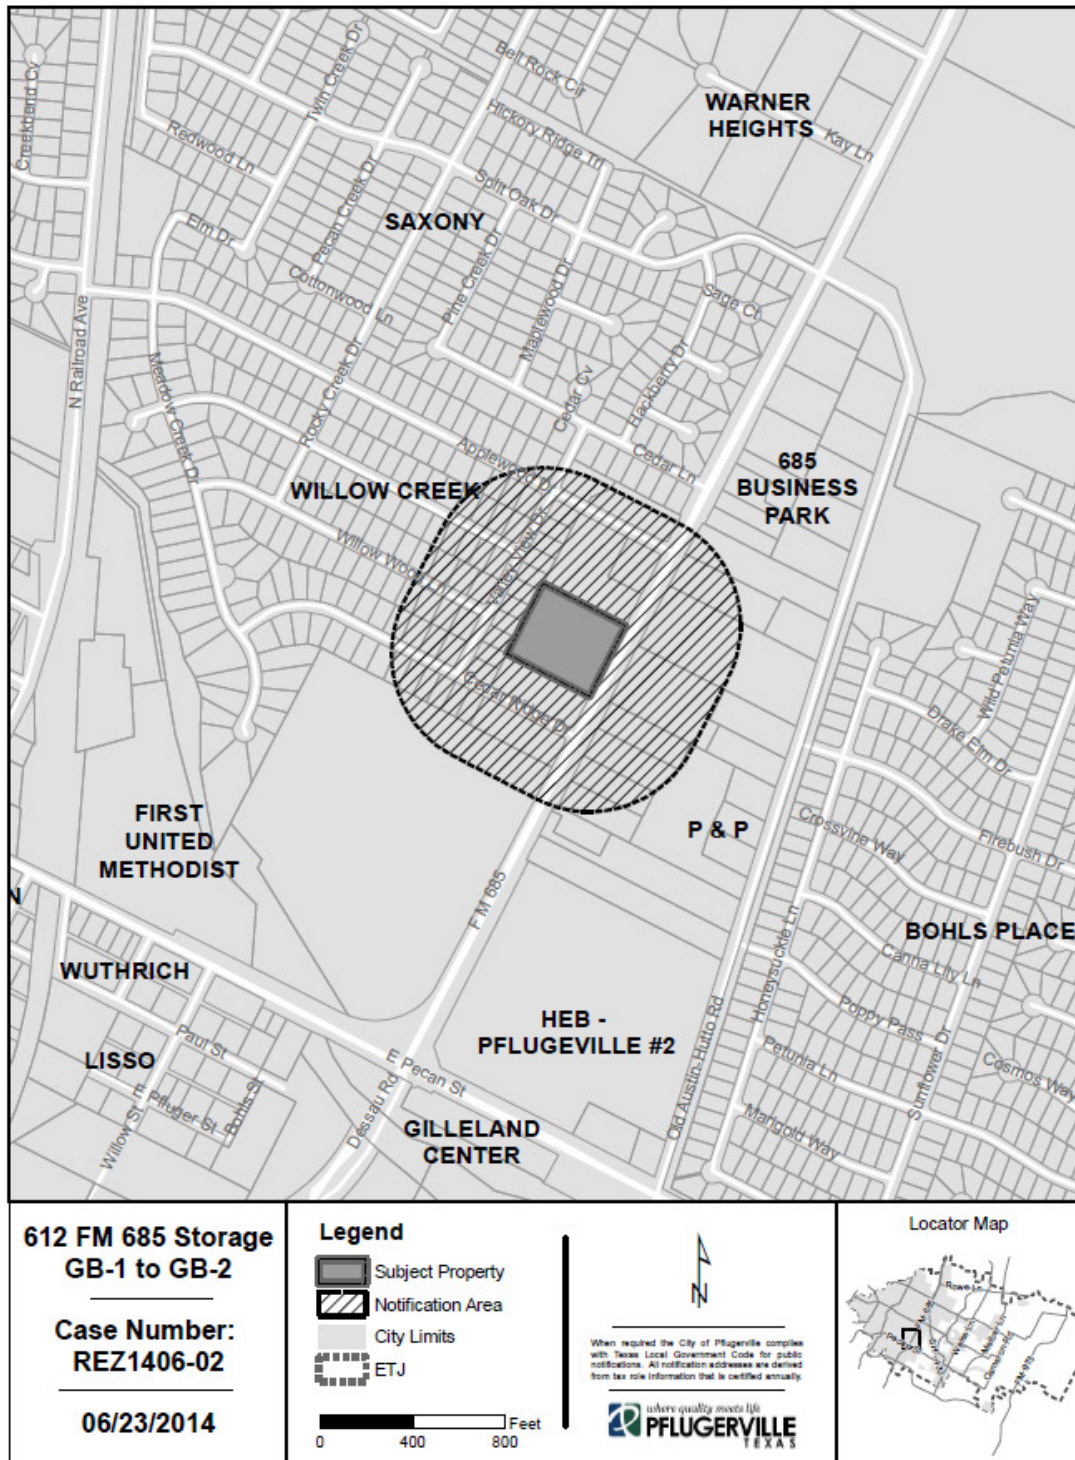 Bell Rock Cir
Twin Creek Dr
Creekbend Cv
Redwood Ln
Hickory Ridge Trl
WARNER
HEIGHTS
Kay Ln
Pecan Creek Dr
Split Oak Dr
SAXONY
Elm Dr
Pine Creek Dr
Cottonwood Ln
Maplewood Dr
Sage Ct
N Railroad Ave
Rocky Creek Dr
Meadow Creek Dr
Cedar Cv
Hackberry Dr
Applewood Dr
Cedar Ln
WILLOW CREEK
685
BUSINESS
PARK
Willow Wood Ln
Valley View Dr
Cedar Ridge Dr
Wild Petunia Way
Drake Elm Dr
FIRST
UNITED
METHODIST
P & P
Crossvine Way
Firebush Dr
N
F M 685
Honeysuckle Ln
BOHLS PLACE
WUTHRICH
Canna Lily Ln
Poppy Pass
HEB -
PFLUGEVILLE #2
Paul St
LISSO
E Pecan St
Old Austin-Hutto Rd
Petunia Ln
Sunflower Dr
Cosmos Way
Pfluger St
Bohls St
Willow St E
Dessau Rd
GILLELAND
CENTER
Marigold Way
612 FM 685 Storage
GB-1 to GB-2
Case Number:
REZ1406-02
06/23/2014
Legend
Subject Property
Notification Area
City Limits
ETJ
Feet
0 400 800
N
When required the City of Pflugerville complies
with Texas Local Government Code for public
notifications. All notification addresses are derived
from tax role information that is certified annually.
where quality meets life
PFLUGERVILLE
TEXAS
Locator Map
Rowe Ln
Cameron Rd
FM-973